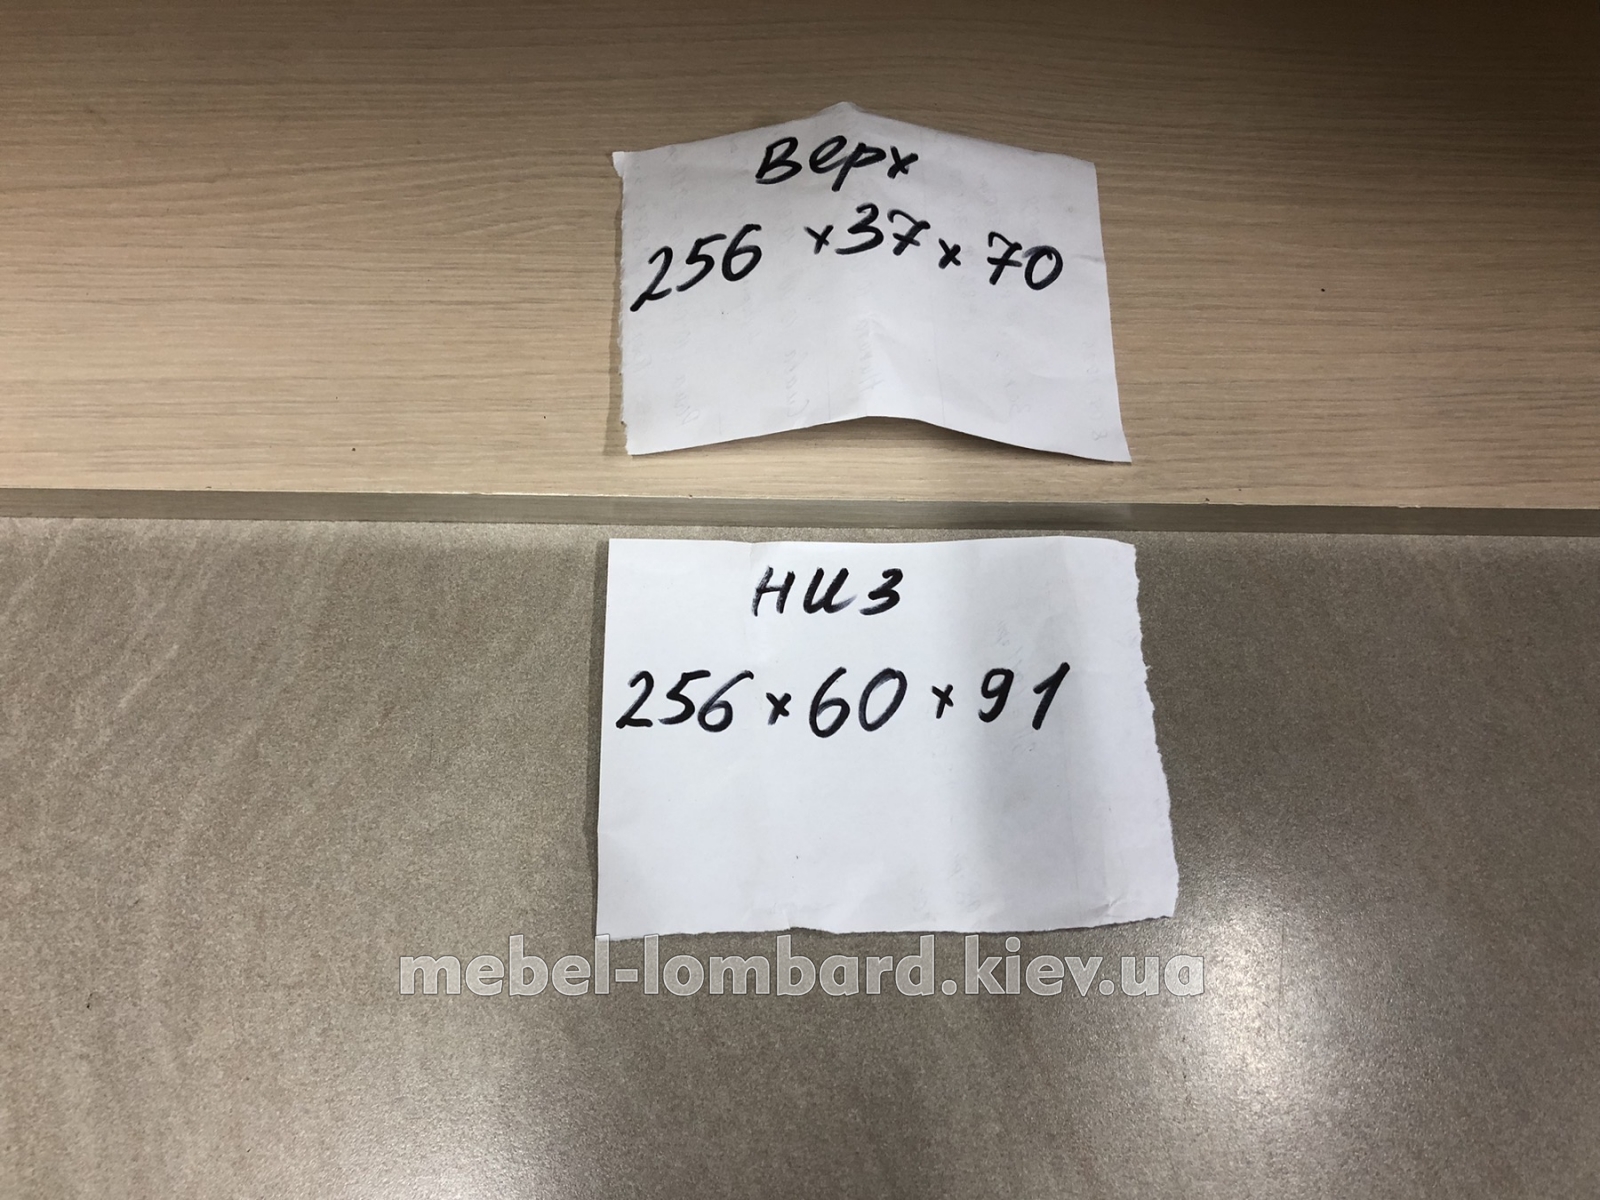 Верх
256 x 37 x 70
низ
256 x 60 x 91
mebel-lombard.kiev.ua